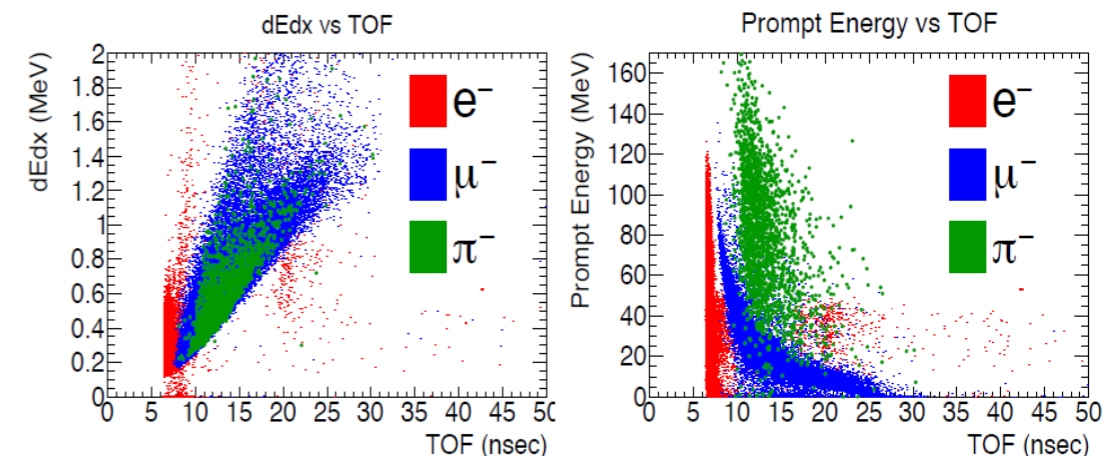 dEdx vs TOF
dEdx (MeV)
2
1.8
1.6
1.4
1.2
1
0.8
0.6
0.4
0.2
0
0 5 10 15 20 25 30 35 40 45 50
TOF (nsec)
e⁻
μ⁻
π⁻
Prompt Energy vs TOF
Prompt Energy (MeV)
160
140
120
100
80
60
40
20
0
0 5 10 15 20 25 30 35 40 45 50
TOF (nsec)
e⁻
μ⁻
π⁻